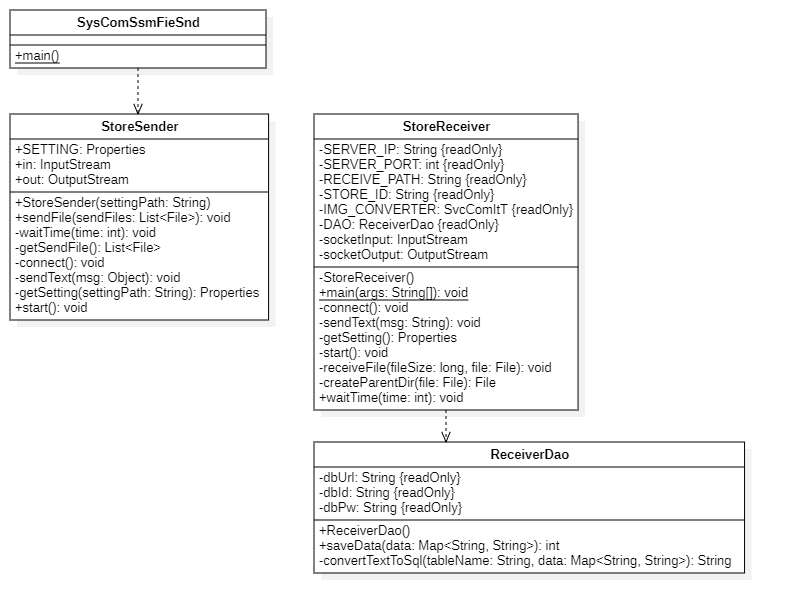 SysComSsmFieSnd
+main()
StoreSender
+SETTING: Properties
+in: InputStream
+out: OutputStream
+StoreSender(settingPath: String)
+sendFile(sendFiles: List<File>): void
-waitTime(time: int): void
-getSendFile(): List<File>
-connect(): void
-sendText(msg: Object): void
-getSetting(settingPath: String): Properties
+start(): void
StoreReceiver
-SERVER_IP: String {readOnly}
-SERVER_PORT: int {readOnly}
-RECEIVE_PATH: String {readOnly}
-STORE_ID: String {readOnly}
-IMG_CONVERTER: SvcComItT {readOnly}
-DAO: ReceiverDao {readOnly}
-socketInput: InputStream
-socketOutput: OutputStream
-StoreReceiver()
+main(args: String[]): void
-connect(): void
-sendText(msg: String): void
-getSetting(): Properties
-start(): void
-receiveFile(fileSize: long, file: File): void
-createParentDir(file: File): File
+waitTime(time: int): void
ReceiverDao
-dbUrl: String {readOnly}
-dbId: String {readOnly}
-dbPw: String {readOnly}
+ReceiverDao()
+saveData(data: Map<String, String>): int
-convertTextToSql(tableName: String, data: Map<String, String>): String